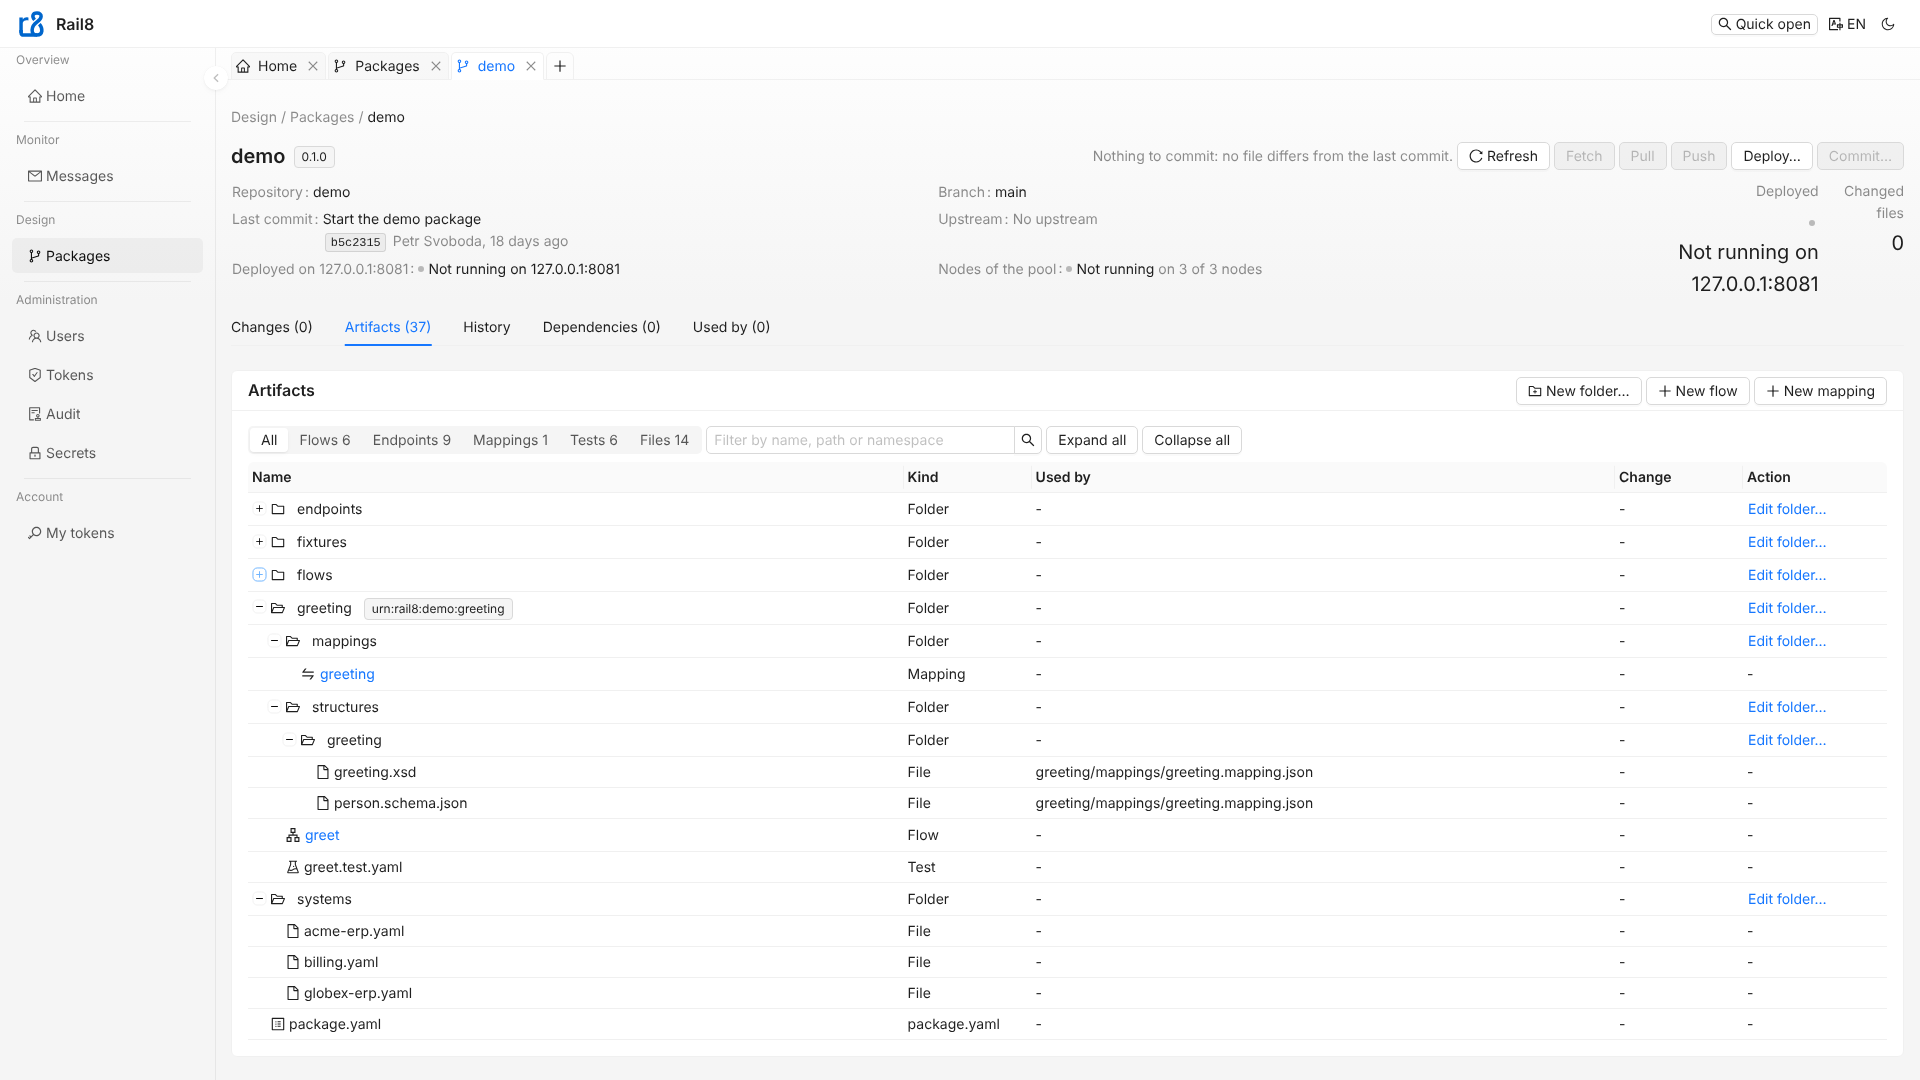 Rail8
Quick open
EN
Overview
Home
Monitor
Messages
Design
Packages
Administration
Users
Tokens
Audit
Secrets
Account
My tokens
Home
Packages
demo
Design / Packages / demo
demo 0.1.0
Nothing to commit: no file differs from the last commit. Refresh Fetch Pull Push Deploy... Commit...
Repository: demo
Branch: main
Last commit: Start the demo package
b5c2315 Petr Svoboda, 18 days ago
Upstream: No upstream
Deployed on 127.0.0.1:8081: Not running on 127.0.0.1:8081
Nodes of the pool: Not running on 3 of 3 nodes
Deployed
Not running on
127.0.0.1:8081
Changed
files
0
Changes (0) Artifacts (37) History Dependencies (0) Used by (0)
Artifacts
New folder... New flow New mapping
All Flows 6 Endpoints 9 Mappings 1 Tests 6 Files 14 Filter by name, path or namespace Expand all Collapse all
Name Kind Used by Change Action
endpoints Folder - - Edit folder...
fixtures Folder - - Edit folder...
flows Folder - - Edit folder...
greeting urn:rail8:demo:greeting Folder - - Edit folder...
mappings Folder - - Edit folder...
greeting Mapping - - -
structures Folder - - Edit folder...
greeting Folder - - Edit folder...
greeting.xsd File greeting/mappings/greeting.mapping.json - -
person.schema.json File greeting/mappings/greeting.mapping.json - -
greet Flow - - -
greet.test.yaml Test - - -
systems Folder - - Edit folder...
acme-erp.yaml File - - -
billing.yaml File - - -
globex-erp.yaml File - - -
package.yaml package.yaml - - -